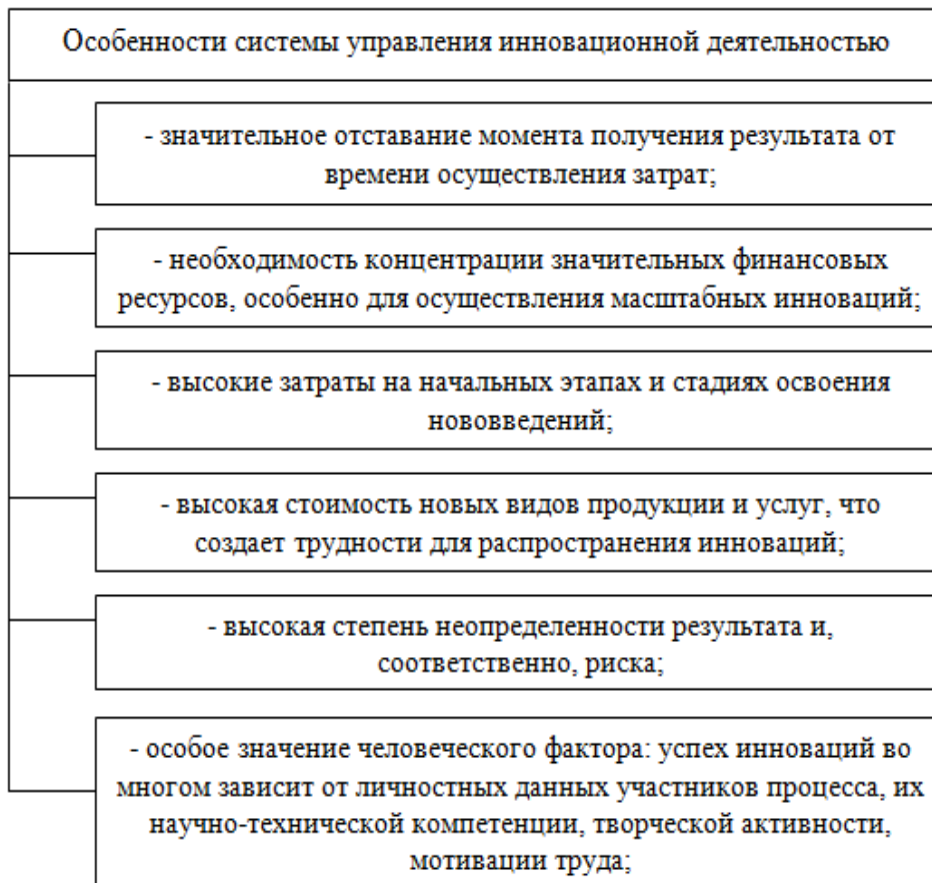 Особенности системы управления инновационной деятельностью
- значительное отставание момента получения результата от
времени осуществления затрат;
- необходимость концентрации значительных финансовых
ресурсов, особенно для осуществления масштабных инноваций;
- высокие затраты на начальных этапах и стадиях освоения
нововведений;
- высокая стоимость новых видов продукции и услуг, что
создает трудности для распространения инноваций;
- высокая степень неопределенности результата и,
соответственно, риска;
- особое значение человеческого фактора: успех инноваций во
многом зависит от личностных данных участников процесса, их
научно-технической компетенции, творческой активности,
мотивации труда;